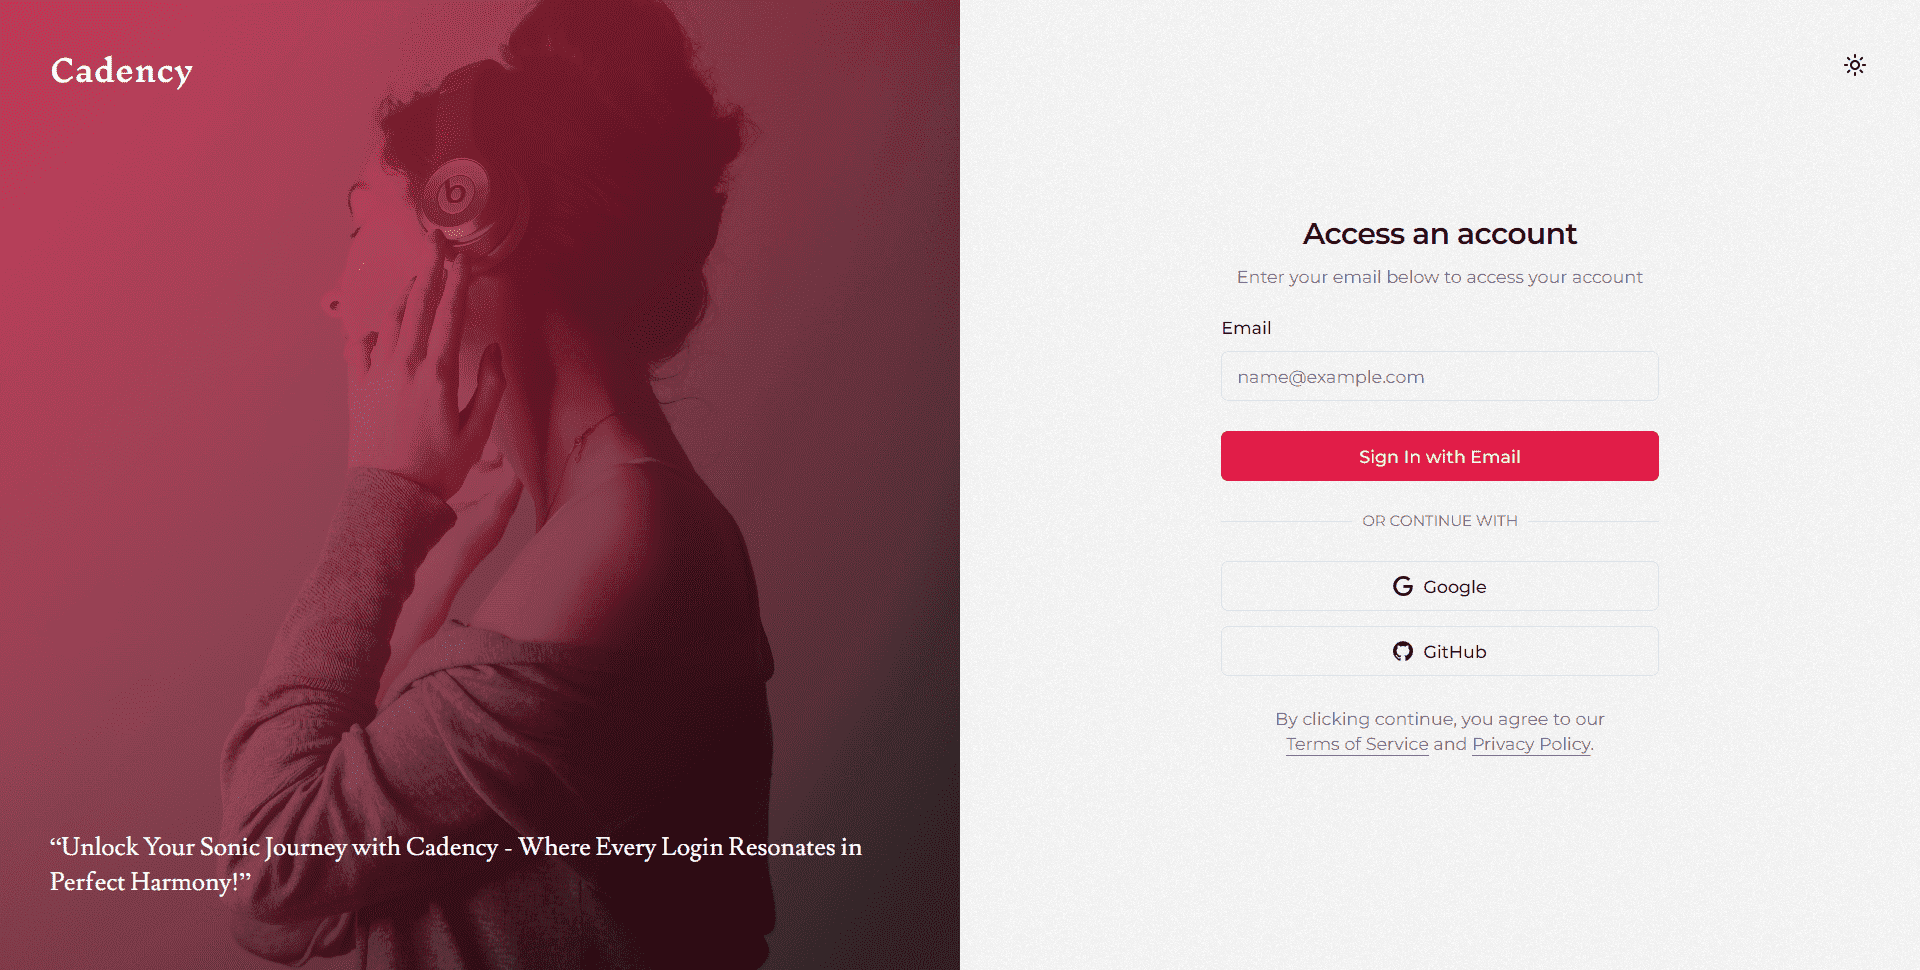 Cadency
b
“Unlock Your Sonic Journey with Cadency - Where Every Login Resonates in
Perfect Harmony!”
Access an account
Enter your email below to access your account
Email
name@example.com
Sign In with Email
OR CONTINUE WITH
Google
GitHub
By clicking continue, you agree to our
Terms of Service and Privacy Policy.